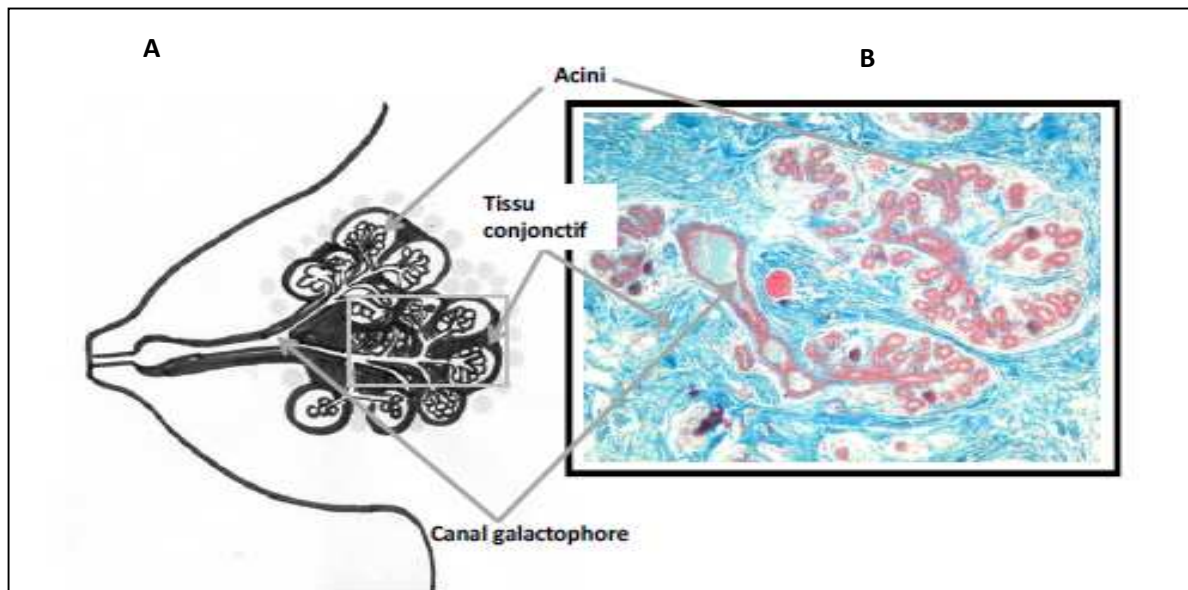 A
B
Acini
Tissu
conjonctif
Canal galactophore